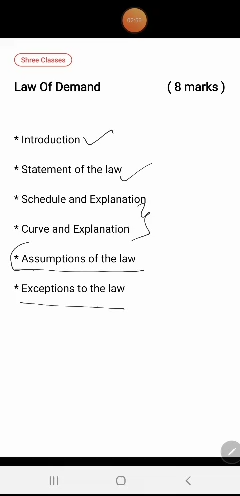 Shree Classes
Law Of Demand ( 8 marks )
* Introduction
* Statement of the law
* Schedule and Explanation
* Curve and Explanation
* Assumptions of the law
* Exceptions to the law